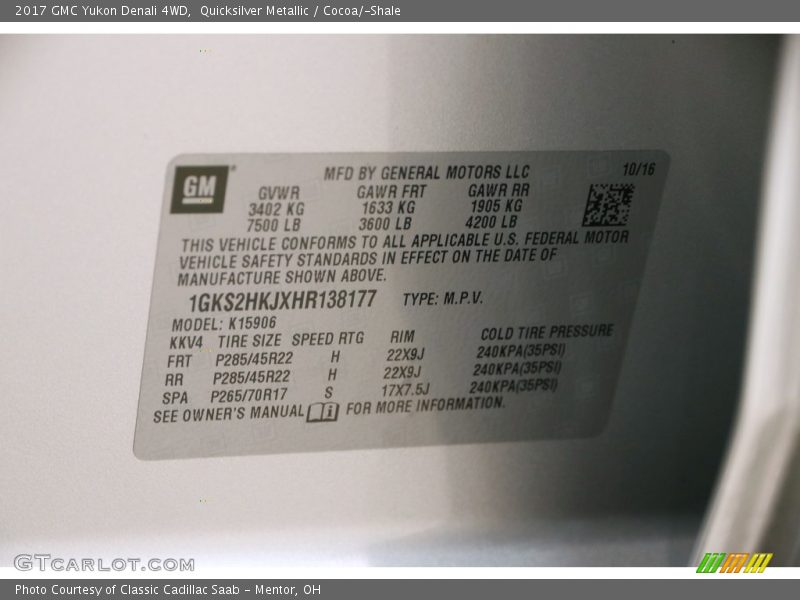 2017 GMC Yukon Denali 4WD,  Quicksilver Metallic / Cocoa/­Shale
GM
MFD BY GENERAL MOTORS LLC 10/16
GVWR GAWR FRT GAWR RR
3402 KG 1633 KG 1905 KG
7500 LB 3600 LB 4200 LB
THIS VEHICLE CONFORMS TO ALL APPLICABLE U.S. FEDERAL MOTOR
VEHICLE SAFETY STANDARDS IN EFFECT ON THE DATE OF
MANUFACTURE SHOWN ABOVE.
1GKS2HKJXHR138177 TYPE: M.P.V.
MODEL: K15906
KKV4 TIRE SIZE SPEED RTG RIM COLD TIRE PRESSURE
FRT P285/45R22 H 22X9J 240KPA(35PSI)
RR P285/45R22 H 22X9J 240KPA(35PSI)
SPA P265/70R17 S 17X7.5J 240KPA(35PSI)
SEE OWNER'S MANUAL FOR MORE INFORMATION.
GTCARLOT.COM
Photo Courtesy of Classic Cadillac Saab - Mentor, OH